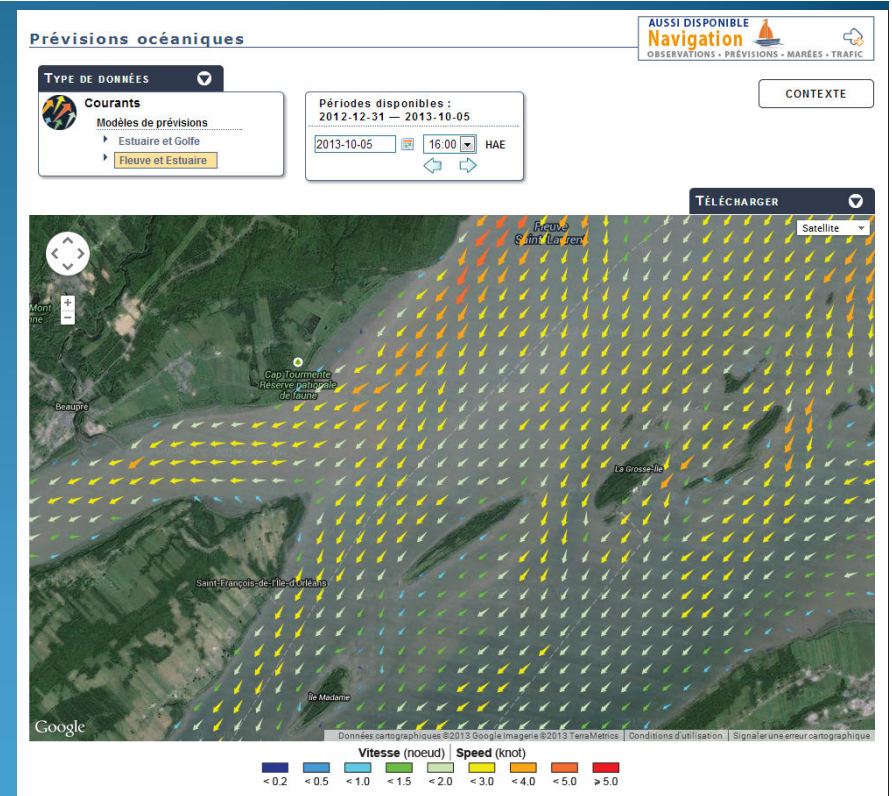 Prévisions océaniques
AUSSI DISPONIBLE
Navigation
OBSERVATIONS • PRÉVISIONS • MARÉES • TRAFIC
TYPE DE DONNÉES
Courants
Modèles de prévisions
Estuaire et Golfe
Fleuve et Estuaire
Périodes disponibles :
2012-12-31 — 2013-10-05
2013-10-05 16:00 HAE
CONTEXTE
TÉLÉCHARGER
Satellite
Fleuve
Saint-Laurent
Mont
Cap Tourmente
Réserve nationale
de faune
Beaupré
La Grosse-Île
Saint-François-de-l'Île-d'Orléans
Île Madame
Google
Données cartographiques ©2013 Google Imagerie ©2013 TerraMetrics
Conditions d'utilisation
Signaler une erreur cartographique
Vitesse (noeud) | Speed (knot)
< 0.2 < 0.5 < 1.0 < 1.5 < 2.0 < 3.0 < 4.0 < 5.0 ≥ 5.0